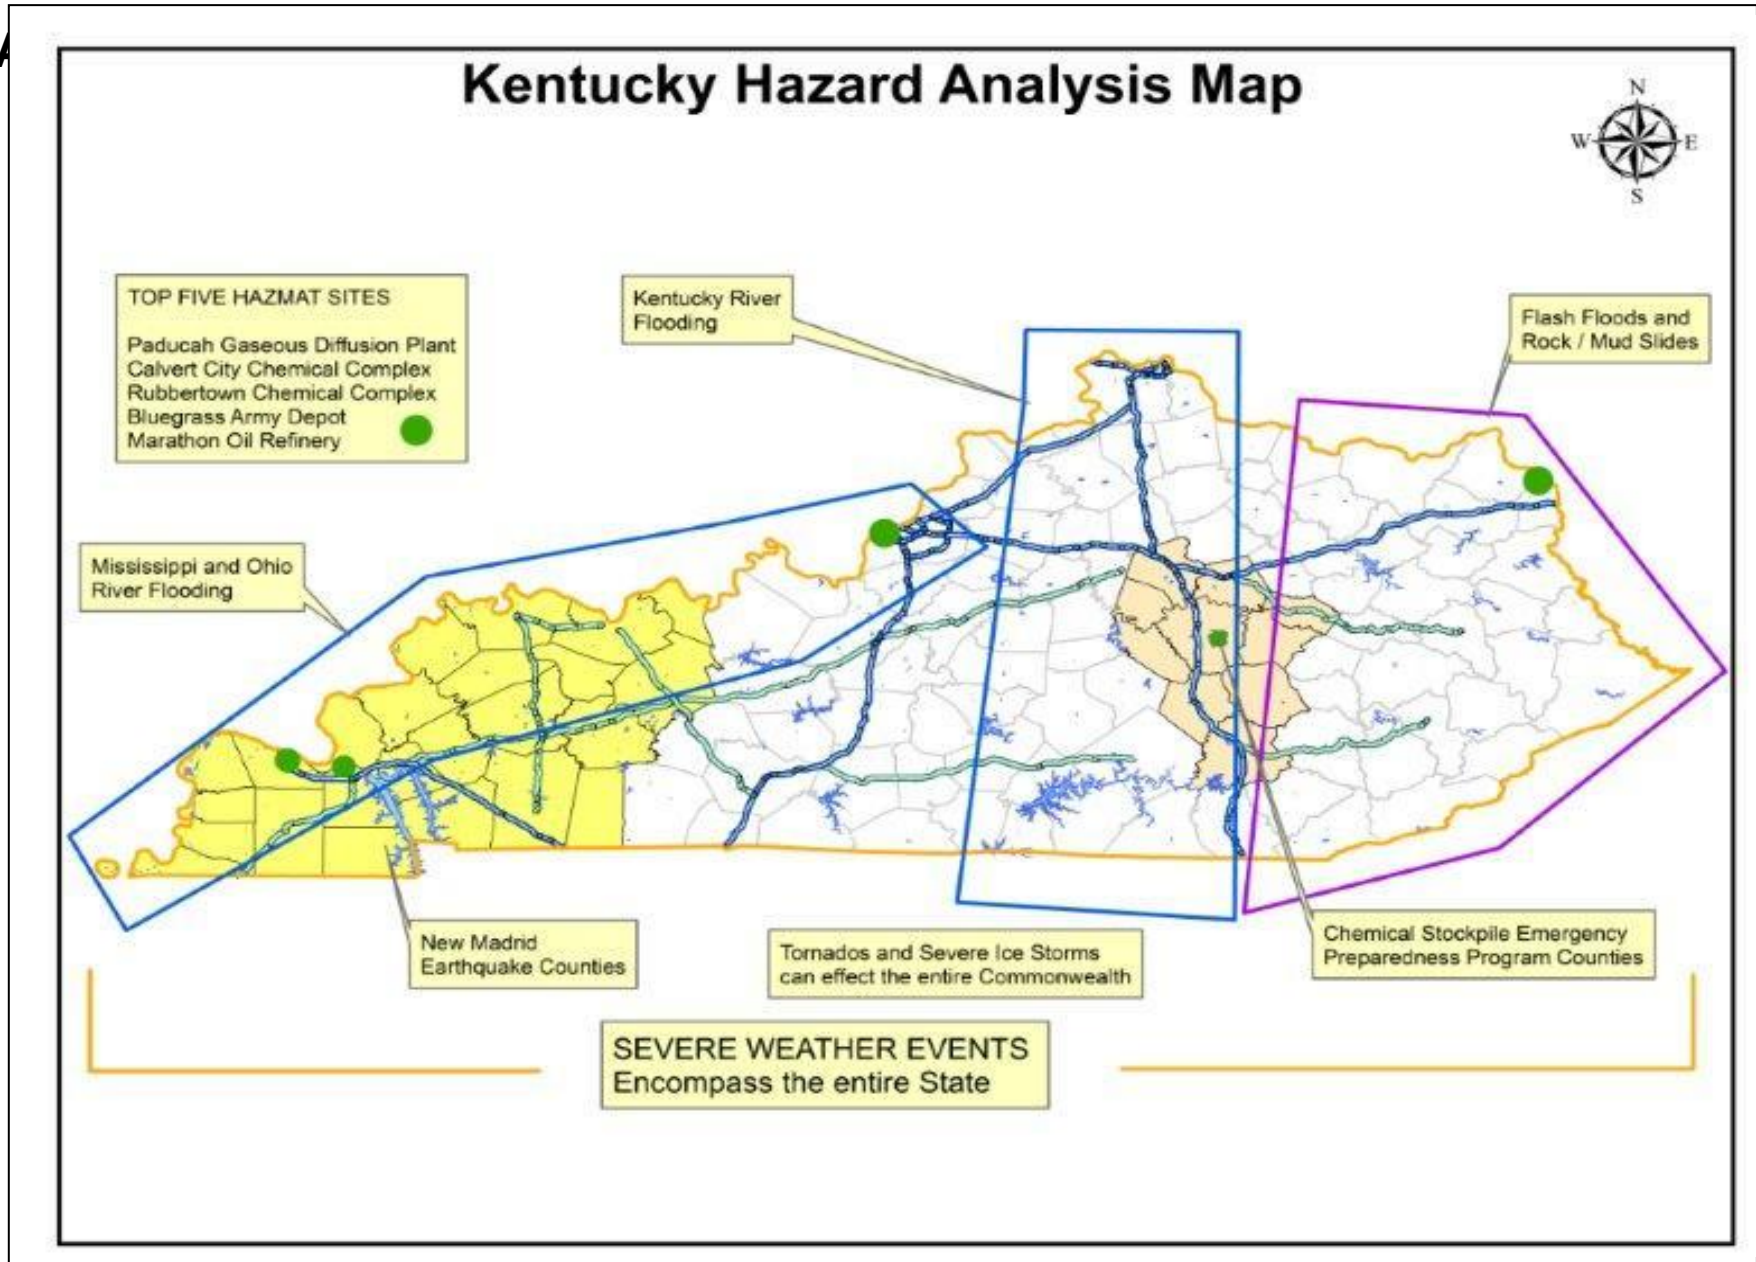 Kentucky Hazard Analysis Map
N
W
E
S
TOP FIVE HAZMAT SITES
Paducah Gaseous Diffusion Plant
Calvert City Chemical Complex
Rubbertown Chemical Complex
Bluegrass Army Depot
Marathon Oil Refinery
Kentucky River
Flooding
Flash Floods and
Rock / Mud Slides
Mississippi and Ohio
River Flooding
New Madrid
Earthquake Counties
Tornados and Severe Ice Storms
can effect the entire Commonwealth
Chemical Stockpile Emergency
Preparedness Program Counties
SEVERE WEATHER EVENTS
Encompass the entire State